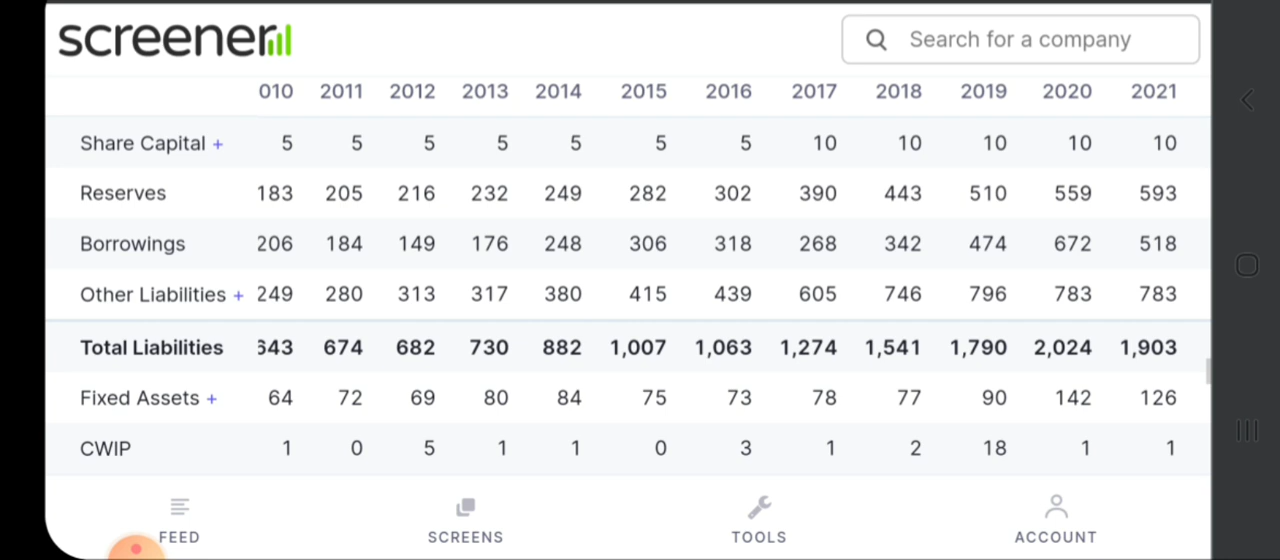 screener
Search for a company
010 2011 2012 2013 2014 2015 2016 2017 2018 2019 2020 2021
Share Capital + 5 5 5 5 5 5 5 10 10 10 10 10
Reserves 183 205 216 232 249 282 302 390 443 510 559 593
Borrowings 206 184 149 176 248 306 318 268 342 474 672 518
Other Liabilities + 249 280 313 317 380 415 439 605 746 796 783 783
Total Liabilities 643 674 682 730 882 1,007 1,063 1,274 1,541 1,790 2,024 1,903
Fixed Assets + 64 72 69 80 84 75 73 78 77 90 142 126
CWIP 1 0 5 1 1 0 3 1 2 18 1 1
FEED SCREENS TOOLS ACCOUNT